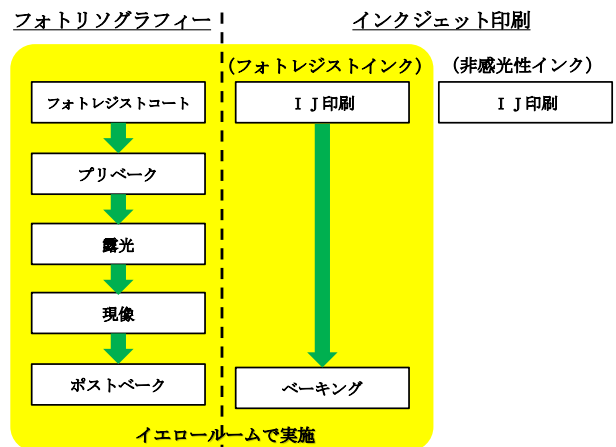 フォトリソグラフィー
インクジェット印刷
(フォトレジストインク)
(非感光性インク)
フォトレジストコート
ＩＪ印刷
ＩＪ印刷
プリベーク
露光
現像
ポストベーク
ベーキング
イエロールームで実施